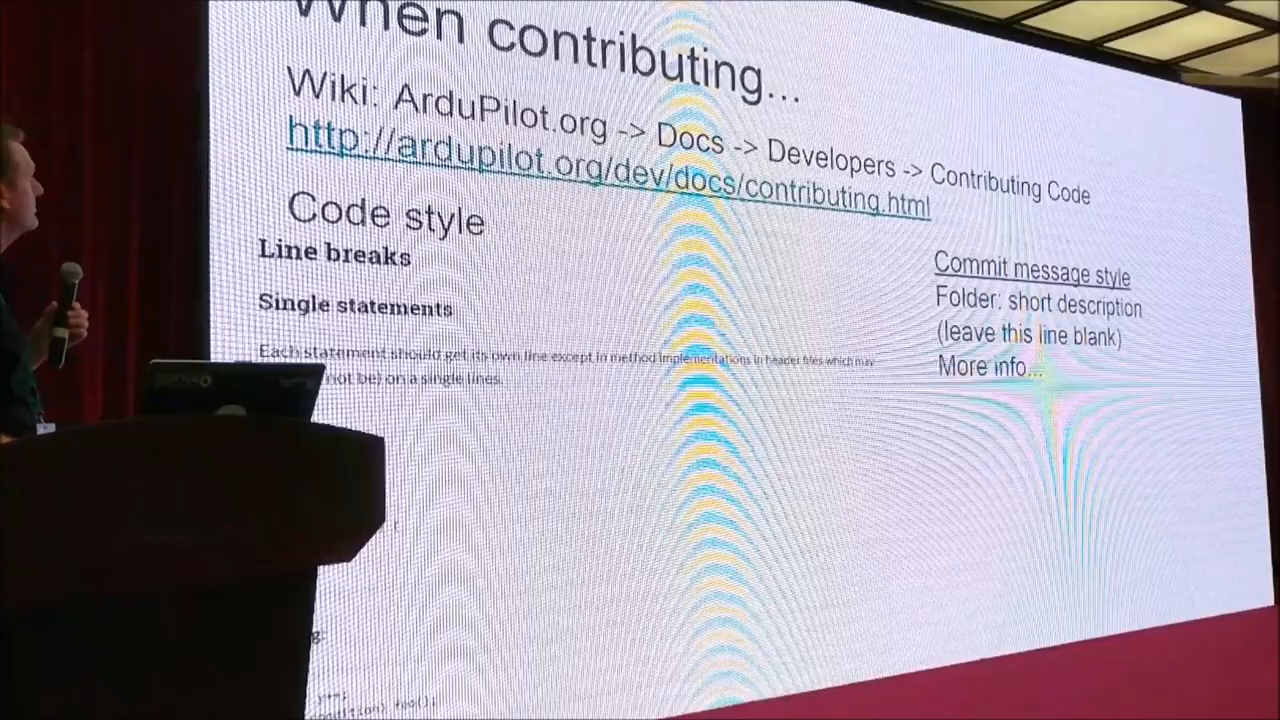 When contributing...
Wiki: ArduPilot.org -> Docs -> Developers -> Contributing Code
http://ardupilot.org/dev/docs/contributing.html
Code style
Line breaks
Single statements
Each statement should get its own line except in method implementations in header files which may
not be) on a single lines.
Commit message style
Folder: short description
(leave this line blank)
More info...